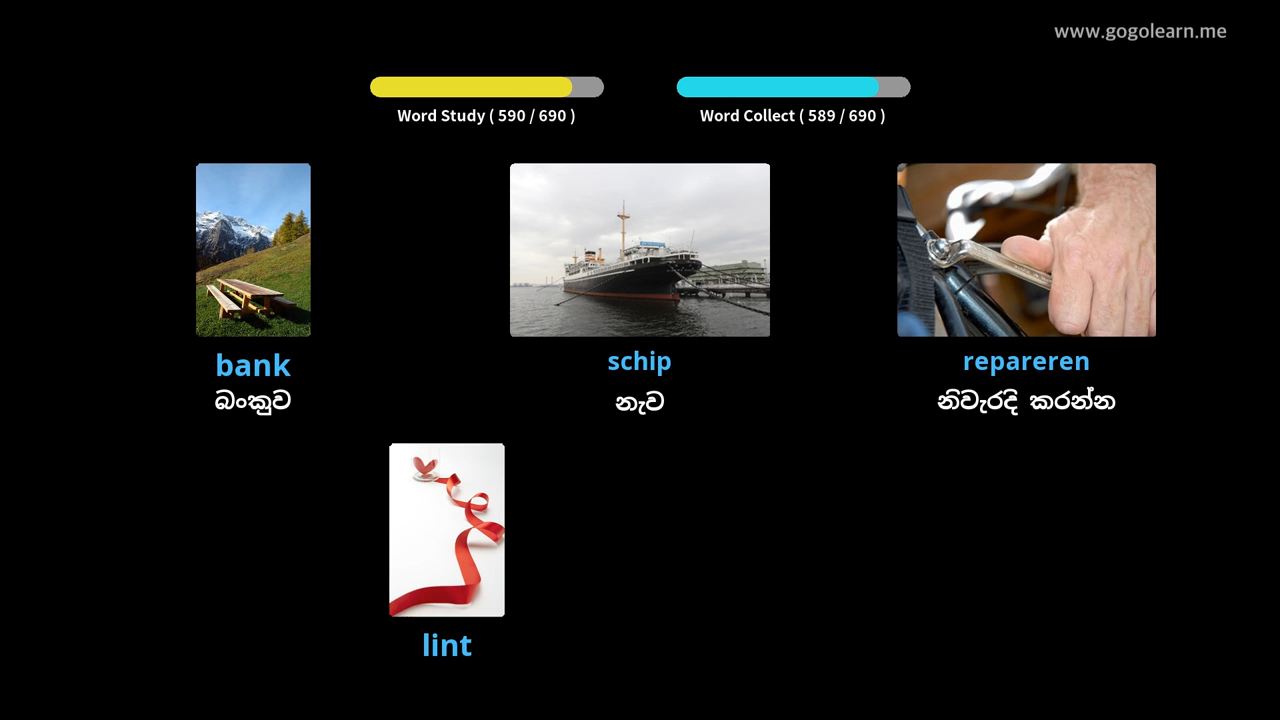 www.gogolearn.me
Word Study ( 590 / 690 )
Word Collect ( 589 / 690 )
bank
බංකුව
schip
නැව
repareren
නිවැරදි කරන්න
lint